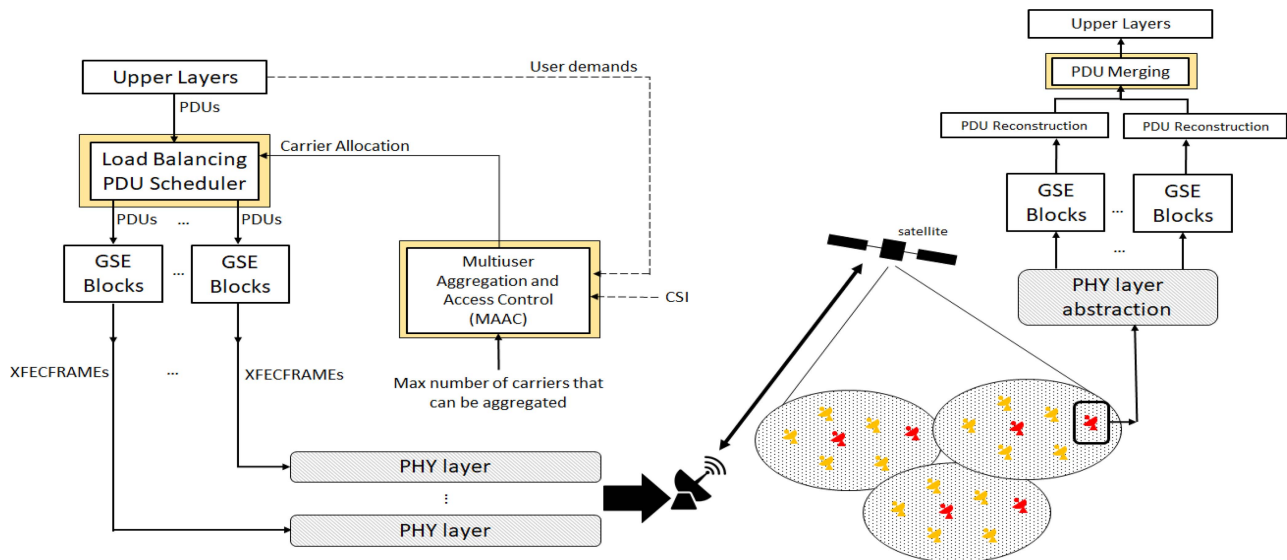 Upper Layers
User demands
PDUs
Carrier Allocation
Load Balancing
PDU Scheduler
PDUs
...
PDUs
GSE
Blocks
...
GSE
Blocks
Multiuser
Aggregation and
Access Control
(MAAC)
CSI
XFECFRAMEs
...
XFECFRAMEs
Max number of carriers that
can be aggregated
PHY layer
...
PHY layer
satellite
Upper Layers
PDU Merging
PDU Reconstruction
PDU Reconstruction
GSE
Blocks
...
GSE
Blocks
...
PHY layer
abstraction